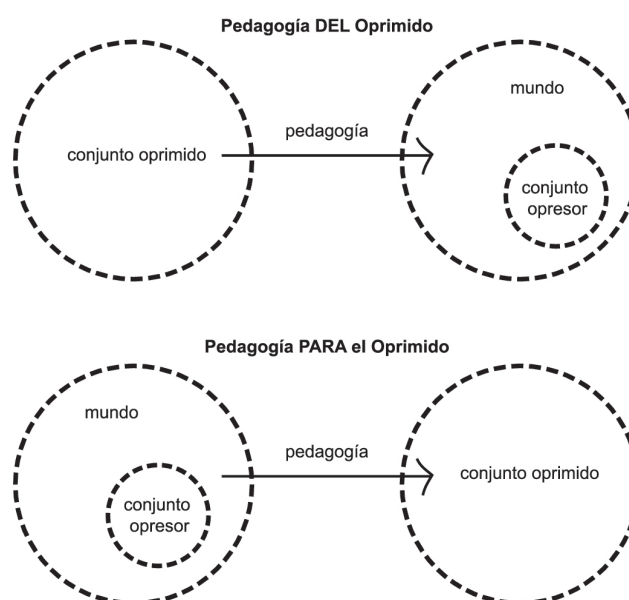 Pedagogía DEL Oprimido
mundo
pedagogía
conjunto oprimido
conjunto
opresor
Pedagogía PARA el Oprimido
mundo
pedagogía
conjunto oprimido
conjunto
opresor